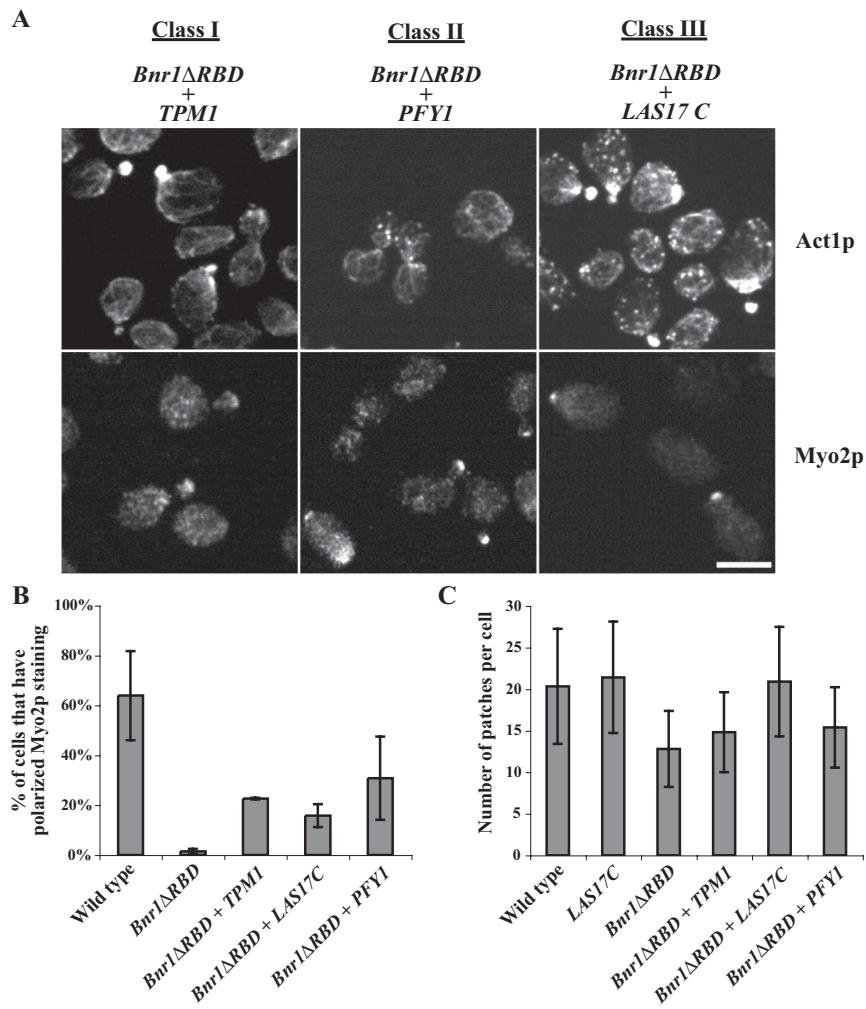 A
Class I
Class II
Class III
Bnr1ΔRBD
+
TPM1
Bnr1ΔRBD
+
PFY1
Bnr1ΔRBD
+
LAS17 C
Act1p
Myo2p
B
% of cells that have
polarized Myo2p staining
100%
80%
60%
40%
20%
0%
Wild type
Bnr1ΔRBD
Bnr1ΔRBD + TPM1
Bnr1ΔRBD + LAS17C
Bnr1ΔRBD + PFY1
C
Number of patches per cell
30
25
20
15
10
5
0
Wild type
LAS17C
Bnr1ΔRBD
Bnr1ΔRBD + TPM1
Bnr1ΔRBD + LAS17C
Bnr1ΔRBD + PFY1